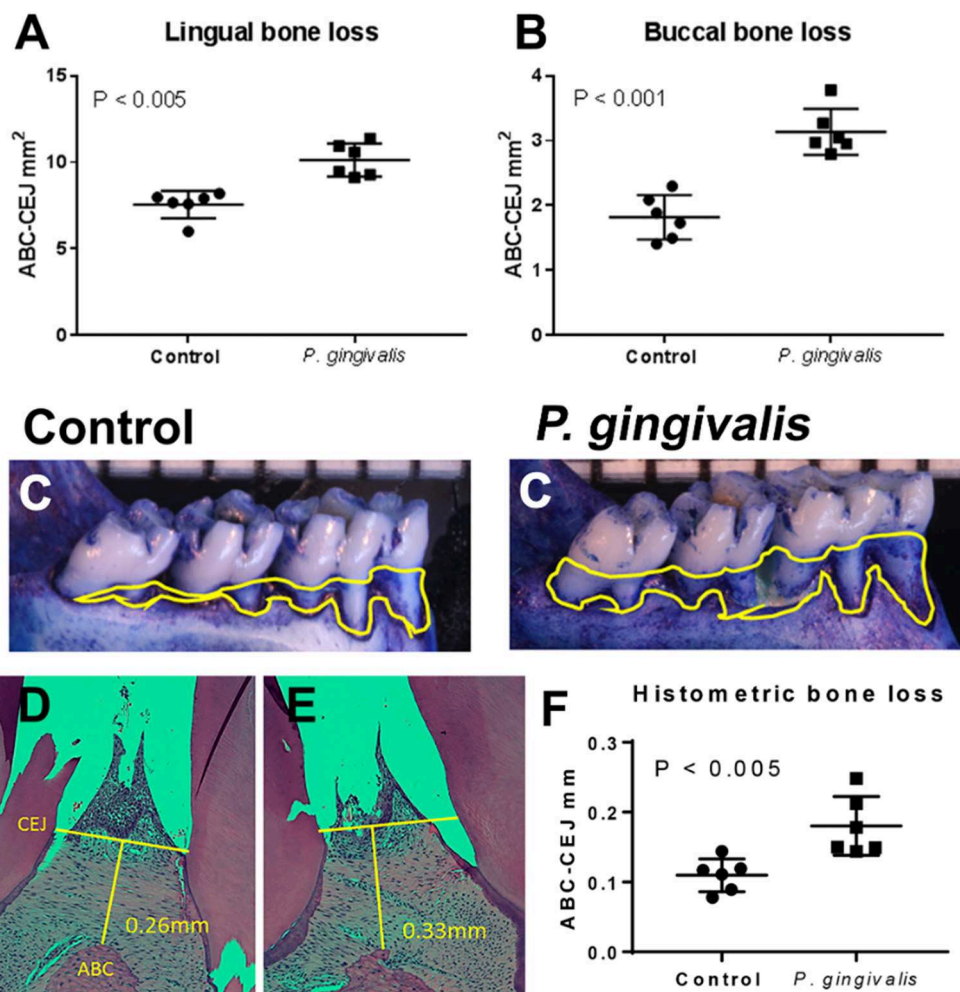 A
Lingual bone loss
15
10
5
0
ABC-CEJ mm²
P < 0.005
Control
P. gingivalis
B
Buccal bone loss
4
3
2
1
0
ABC-CEJ mm²
P < 0.001
Control
P. gingivalis
Control
P. gingivalis
C
C
D
CEJ
0.26mm
ABC
E
0.33mm
F
Histometric bone loss
0.3
0.2
0.1
0.0
ABC-CEJ mm
P < 0.005
Control
P. gingivalis